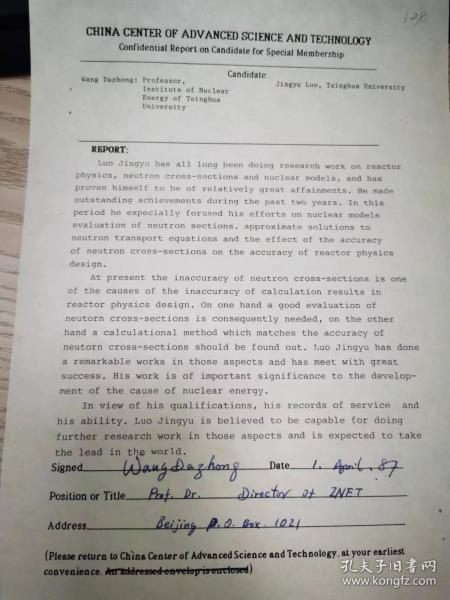 120
CHINA CENTER OF ADVANCED SCIENCE AND TECHNOLOGY
Confidential Report on Candidate for Special Membership
Candidate:
Wang Dazhong: Professor, Jingyu Luo, Tsinghua University
Institute of Nuclear
Energy of Tsinghua
University
REPORT:
Luo Jingyu has all long been doing research work on reactor
physics, neutron cross-sections and nuclear models, and has
proven himself to be of relatively great affainments. He made
outstanding achievements during the past two years. In this
period he expecially forused his efforts on nuclear models
evaluation of neutron sections. approximate solutions to
neutron transport equations and the effect of the accuracy
of neutron cross-sections on the accuracy of reactor physics
design.
At present the inaccuracy of neutron cross-sections is one
of the causes of the inaccuracy of calculation results in
reactor physics design. On one hand a good evaluation of
neutorn cross-sections is consequently needed, on the other
hand a calculational method which matches the accuracy of
neutorn cross-sections should be found out. Luo Jingyu has done
a remarkable works in those aspects and has meet with great
success. His work is of important significance to the develop-
ment of the cause of nuclear energy.
In view of his qualifications, his records of service and
his ability. Luo Jingyu is believed to be capable for doing
further research work in those aspects and is expected to take
the lead in the world.
Signed Wang Dazhong Date 1. April. 87
Position or Title Prof. Dr. Director of INET
Address Beijing P.O. Box. 1021
(Please return to China Center of Advanced Science and Technology, at your earliest
convenience. An addressed envelop is enclosed)
孔夫子旧书网